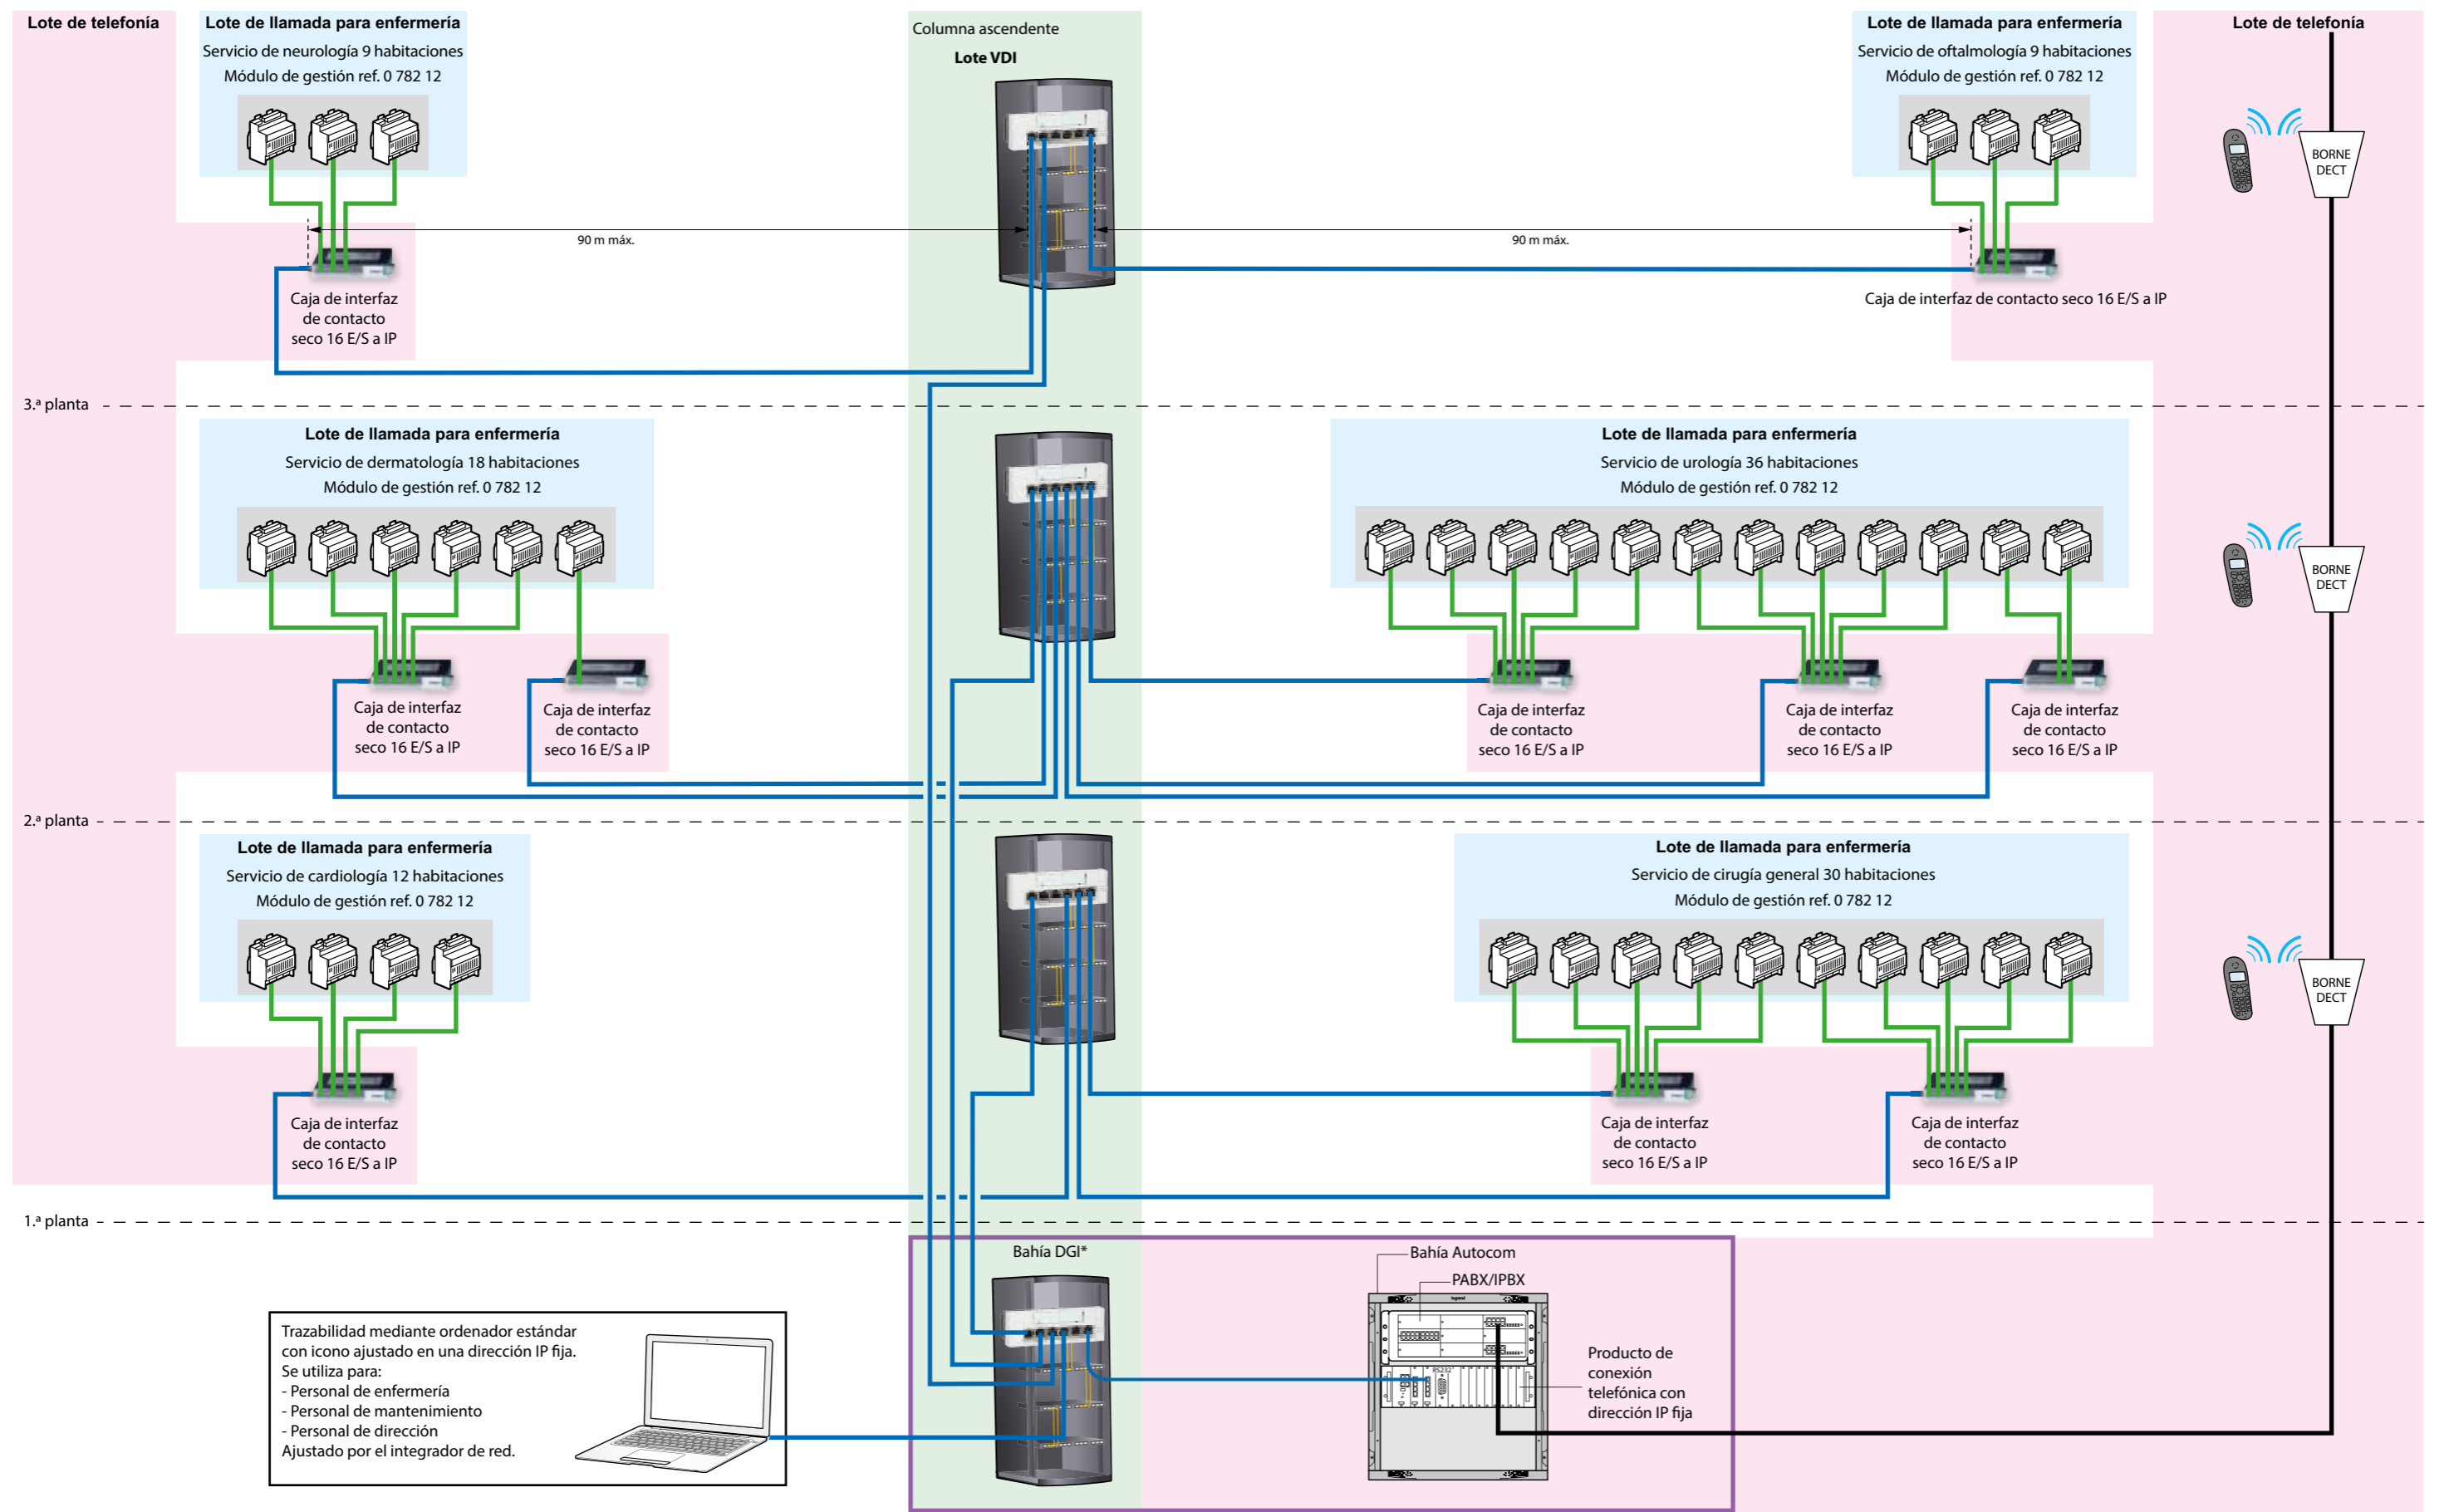 Lote de telefonía
Lote de llamada para enfermería
Servicio de neurología 9 habitaciones
Módulo de gestión ref. 0 782 12
Columna ascendente
Lote VDI
Lote de llamada para enfermería
Servicio de oftalmología 9 habitaciones
Módulo de gestión ref. 0 782 12
Lote de telefonía
BORNE
DECT
90 m máx.
90 m máx.
Caja de interfaz
de contacto
seco 16 E/S a IP
Caja de interfaz de contacto seco 16 E/S a IP
3.ª planta
Lote de llamada para enfermería
Servicio de dermatología 18 habitaciones
Módulo de gestión ref. 0 782 12
Lote de llamada para enfermería
Servicio de urología 36 habitaciones
Módulo de gestión ref. 0 782 12
BORNE
DECT
Caja de interfaz
de contacto
seco 16 E/S a IP
Caja de interfaz
de contacto
seco 16 E/S a IP
Caja de interfaz
de contacto
seco 16 E/S a IP
Caja de interfaz
de contacto
seco 16 E/S a IP
Caja de interfaz
de contacto
seco 16 E/S a IP
2.ª planta
Lote de llamada para enfermería
Servicio de cardiología 12 habitaciones
Módulo de gestión ref. 0 782 12
Lote de llamada para enfermería
Servicio de cirugía general 30 habitaciones
Módulo de gestión ref. 0 782 12
BORNE
DECT
Caja de interfaz
de contacto
seco 16 E/S a IP
Caja de interfaz
de contacto
seco 16 E/S a IP
Caja de interfaz
de contacto
seco 16 E/S a IP
1.ª planta
Bahía DGI*
Bahía Autocom
PABX/IPBX
legrand
RS232
Producto de
conexión
telefónica con
dirección IP fija
Trazabilidad mediante ordenador estándar
con icono ajustado en una dirección IP fija.
Se utiliza para:
- Personal de enfermería
- Personal de mantenimiento
- Personal de dirección
Ajustado por el integrador de red.